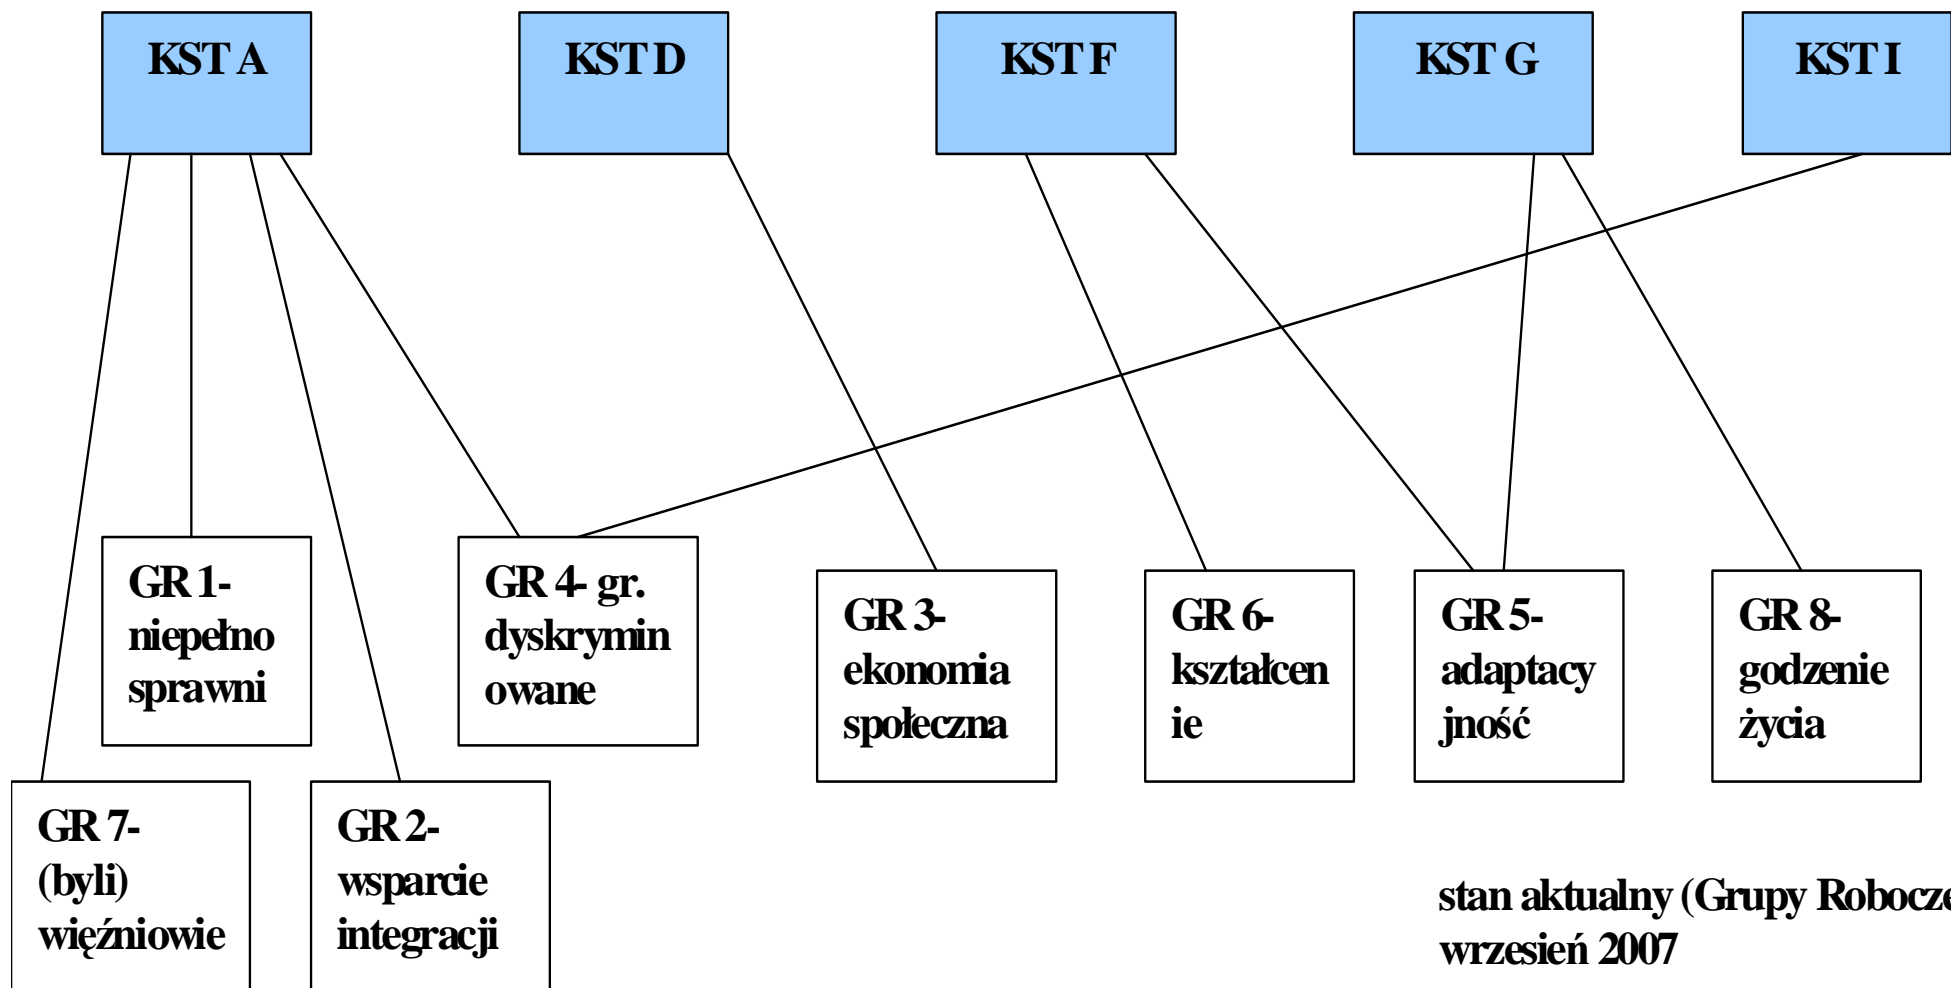 KST A
KST D
KST F
KST G
KST I
GR 1-
niepełno
sprawni
GR 4- gr.
dyskrymin
owane
GR 3-
ekonomia
społeczna
GR 6-
kształcen
ie
GR 5-
adaptacy
jność
GR 8-
godzenie
życia
GR 7-
(byli)
więźniowie
GR 2-
wsparcie
integracji
stan aktualny (Grupy Robocze
wrzesień 2007